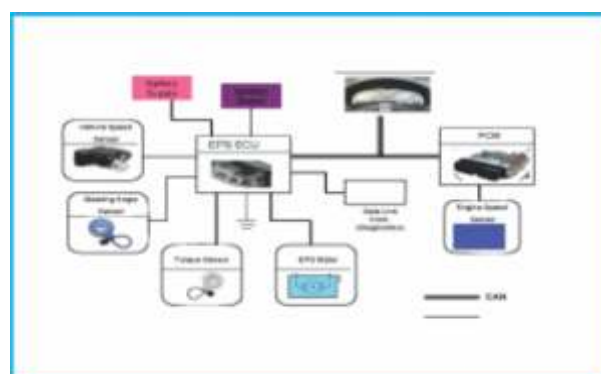 Battery
Supply
Vehicle Speed
Sensor
EPS ECU
PCM
Steering Angle
Sensor
Data Link
(Diagnostics)
Engine Speed
Sensor
Torque Sensor
EPS Motor
CAN